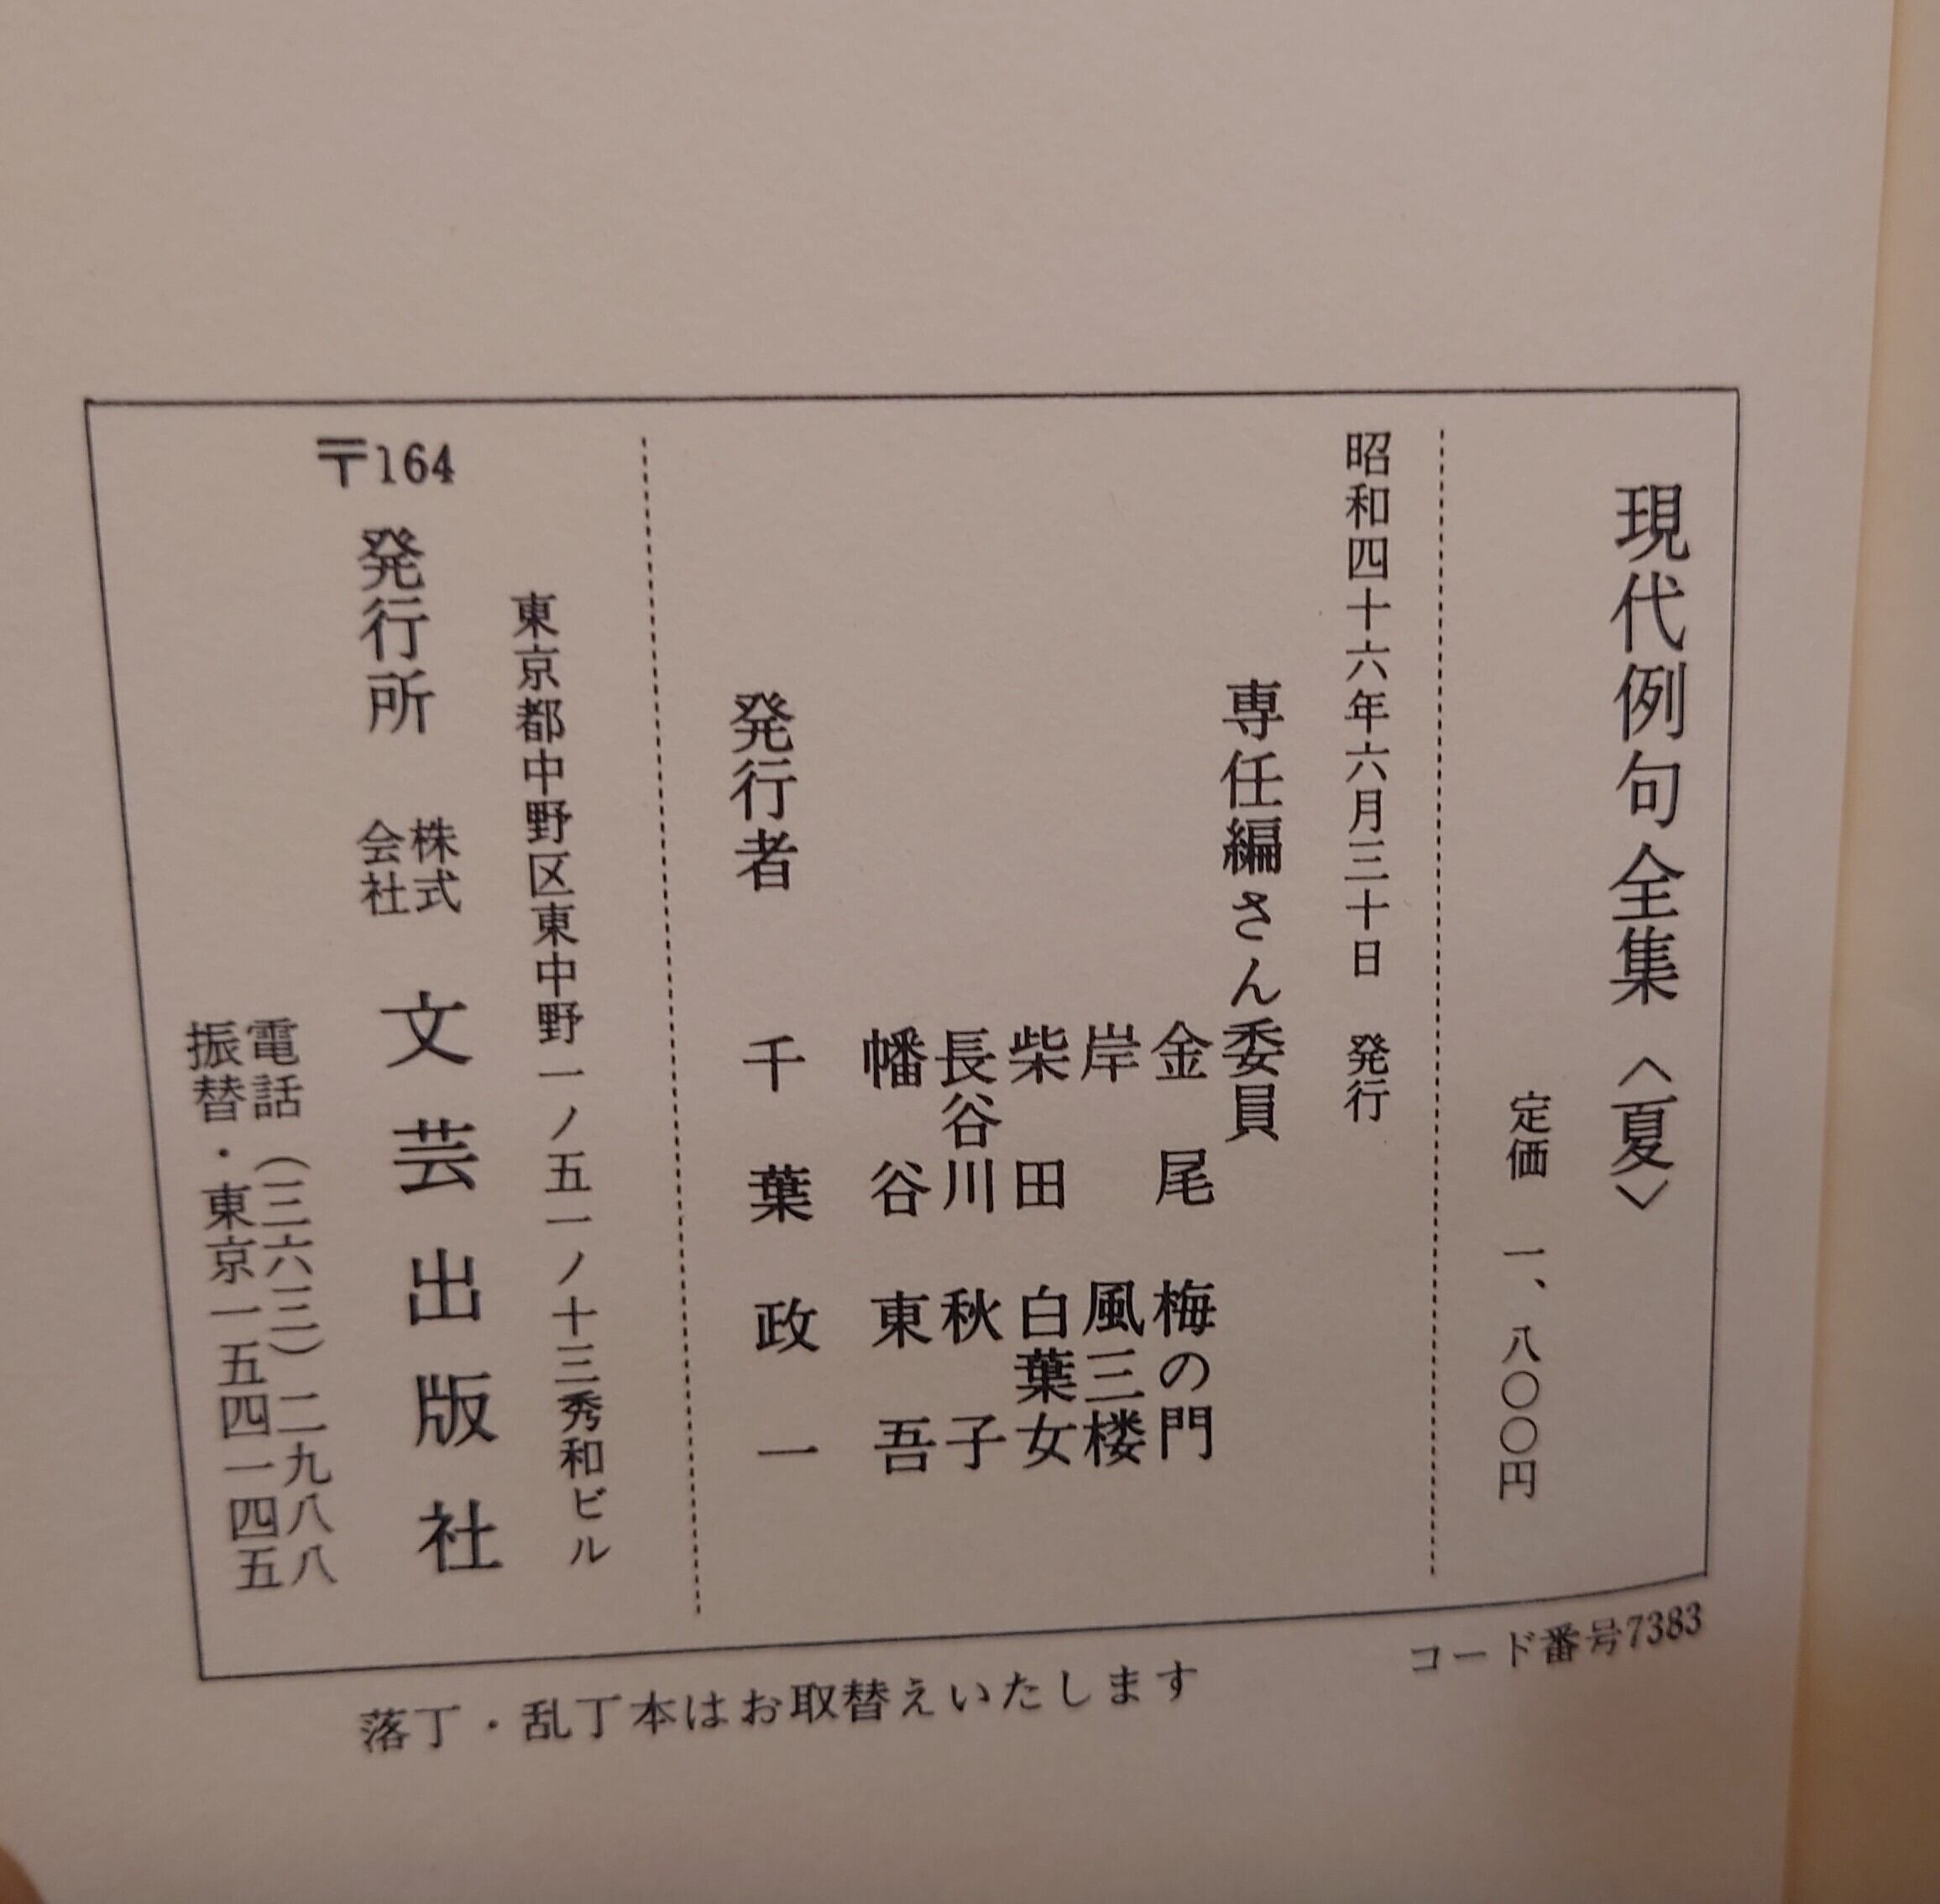 現代例句全集〈夏〉
定価　一、八〇〇円
昭和四十六年六月三十日　発行
専任編さん委員
金尾梅の門
岸風三楼
柴田白葉女
長谷川秋子
幡谷東吾
発行者　千葉政一
東京都中野区東中野一ノ五一ノ十三秀和ビル
〒164　発行所　株式会社　文芸出版社
電話（三六三）二九八八
振替・東京一五四一四五
コード番号7383
落丁・乱丁本はお取替えいたします